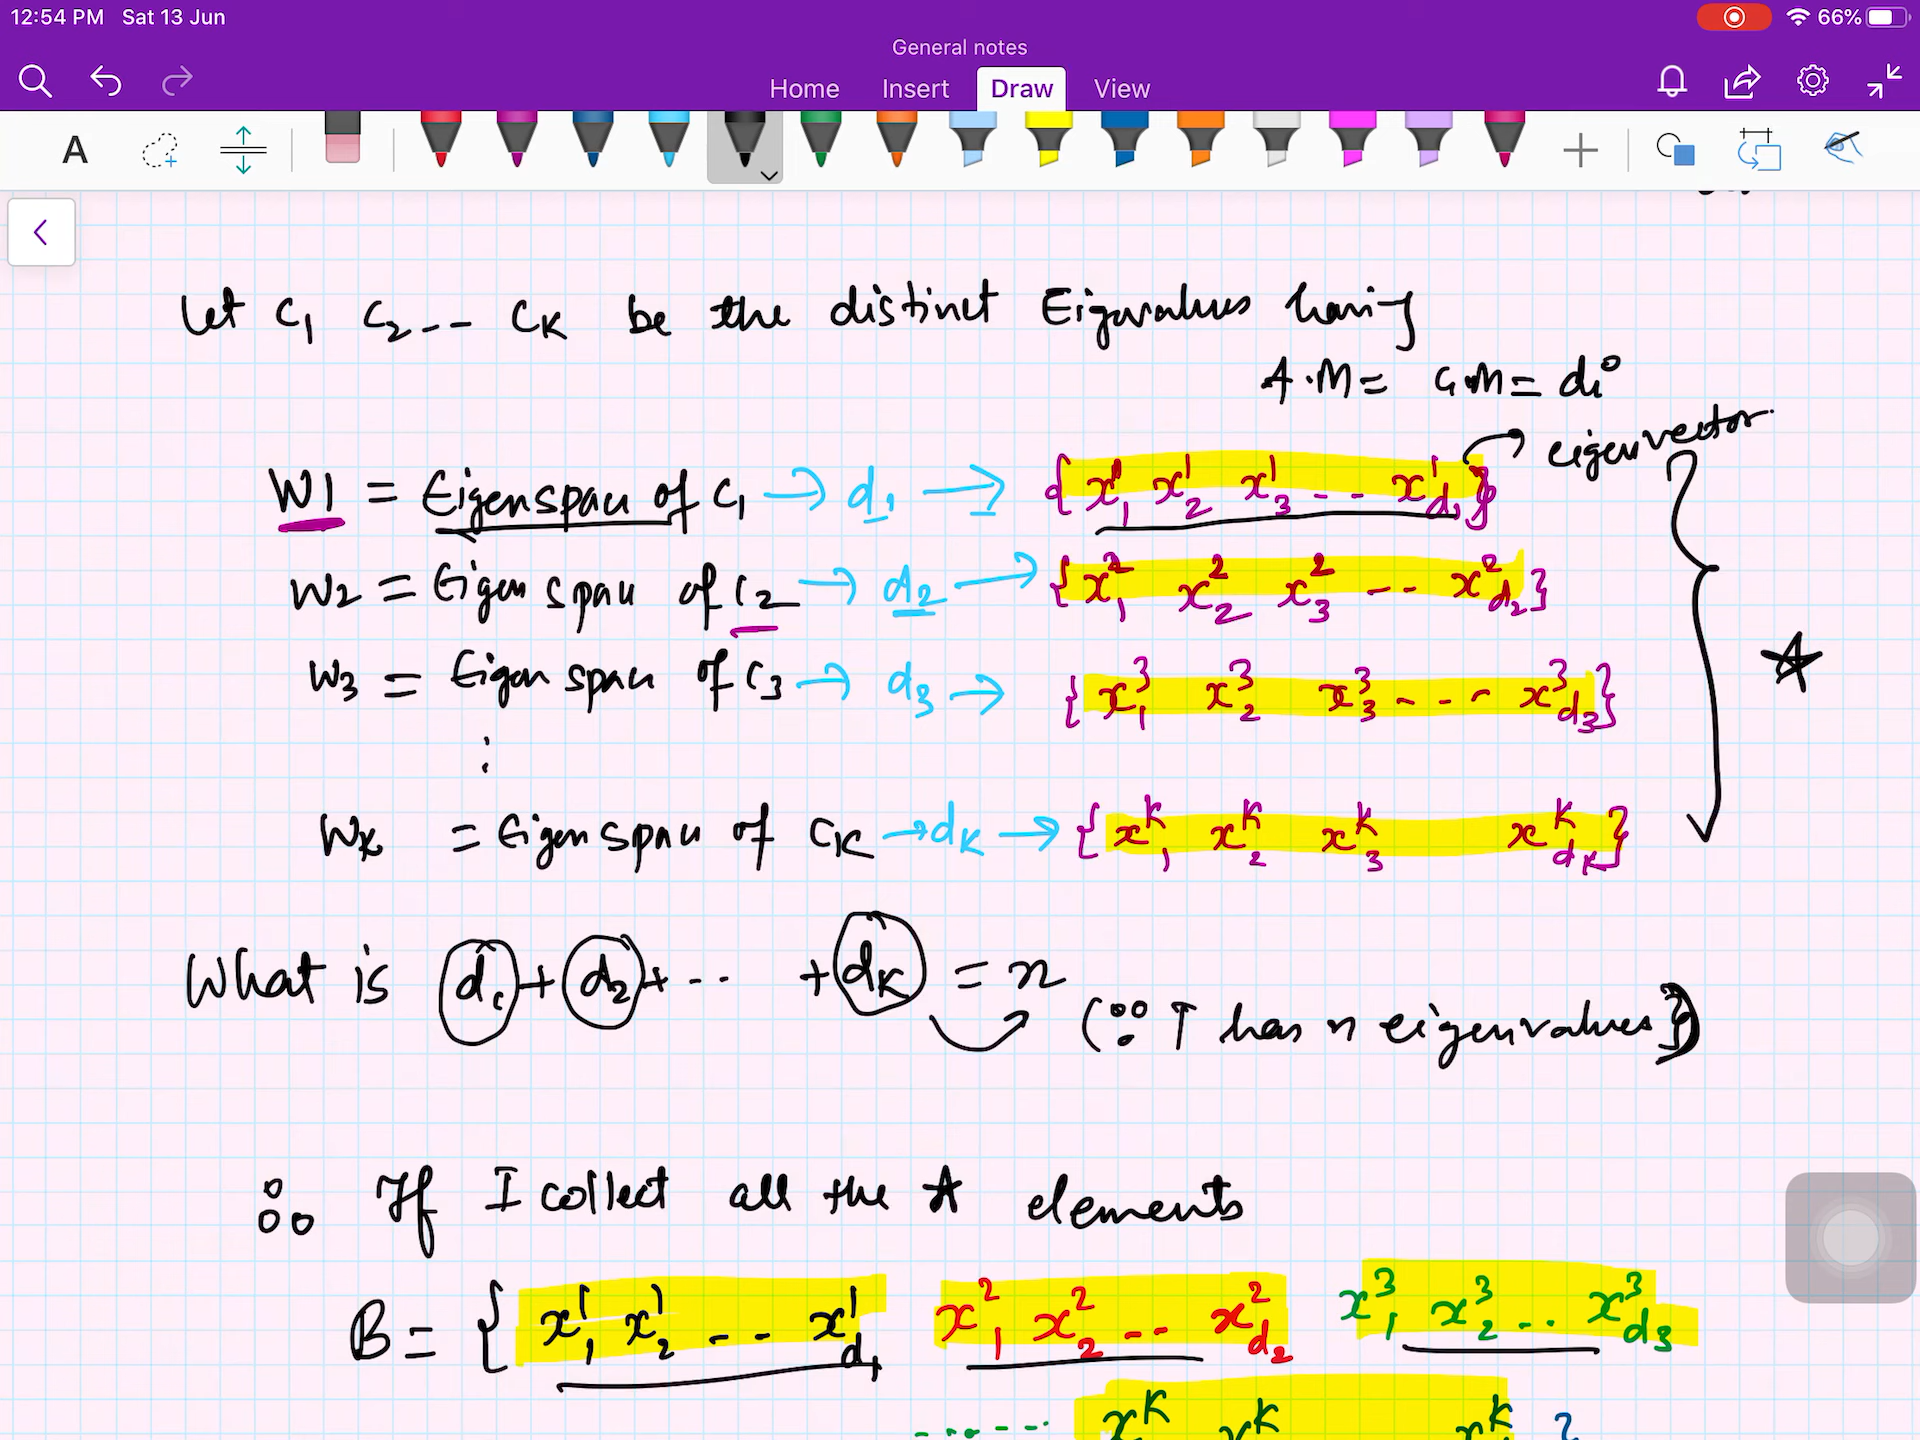 12:54 PM Sat 13 Jun 66%
General notes
Home Insert Draw View
A
Let C₁ C₂-- Cₖ be the distinct Eigenvalues having
A.M = G.M = dᵢ
eigenvector
W1 = Eigenspace of C₁ → d₁ → {x¹₁ x¹₂ x¹₃ - - x¹d₁}
W₂ = Eigen space of C₂ → d₂ → {x²₁ x²₂ x²₃ -- x²d₂}
W₃ = Eigen space of C₃ → d₃ → {x³₁ x³₂ x³₃ - - - x³d₃}
⋮
Wₖ = Eigen space of Cₖ → dₖ → {xᴷ₁ xᴷ₂ xᴷ₃ xᴷdₖ}
What is d₁ + d₂ + -- + dₖ = n
(∵ T has n eigenvalues)
∴ If I collect all the ☆ elements
B = { x¹₁ x¹₂ -- x¹d₁ x²₁ x²₂ -- x²d₂ x³₁ x³₂ .. x³d₃
----- xᴷ xᴷ xᴷ